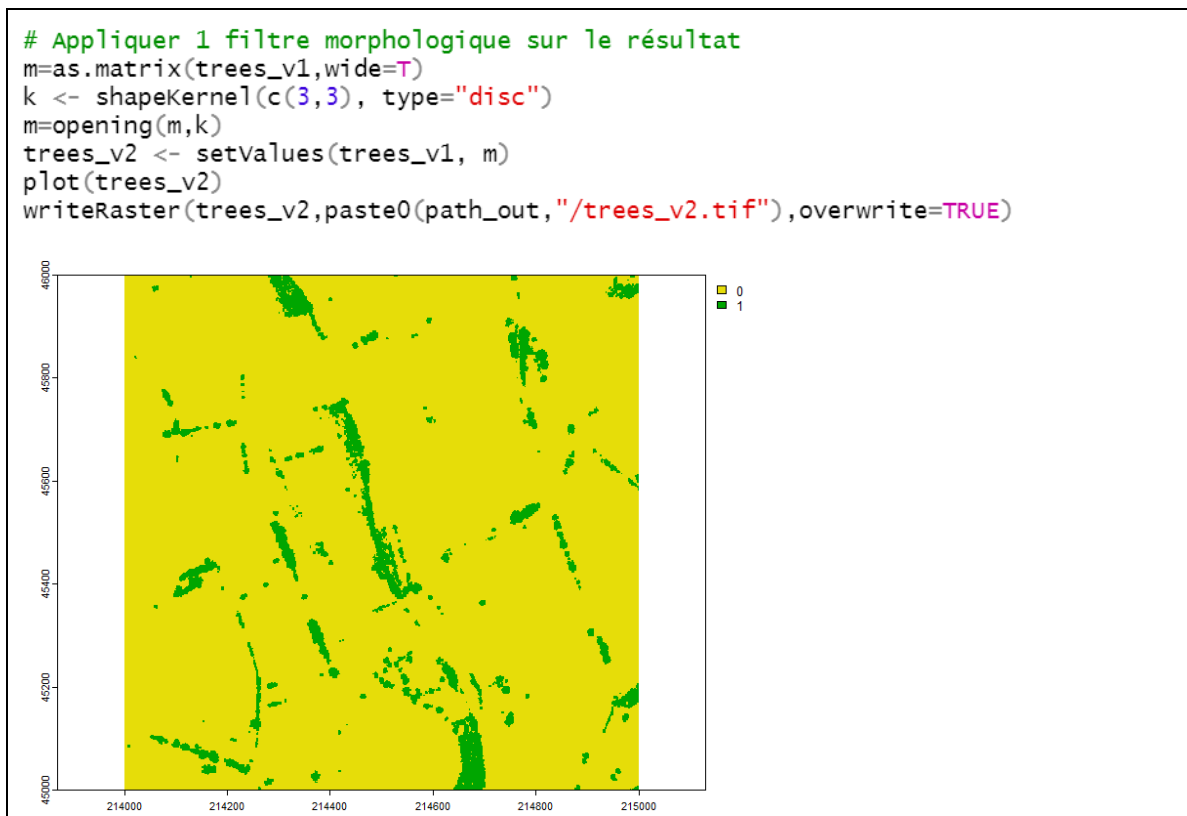 # Appliquer 1 filtre morphologique sur le résultat
m=as.matrix(trees_v1,wide=T)
k <- shapeKernel(c(3,3), type="disc")
m=opening(m,k)
trees_v2 <- setValues(trees_v1, m)
plot(trees_v2)
writeRaster(trees_v2,paste0(path_out,"/trees_v2.tif"),overwrite=TRUE)
46000
45800
45600
45400
45200
45000
0
1
214000 214200 214400 214600 214800 215000